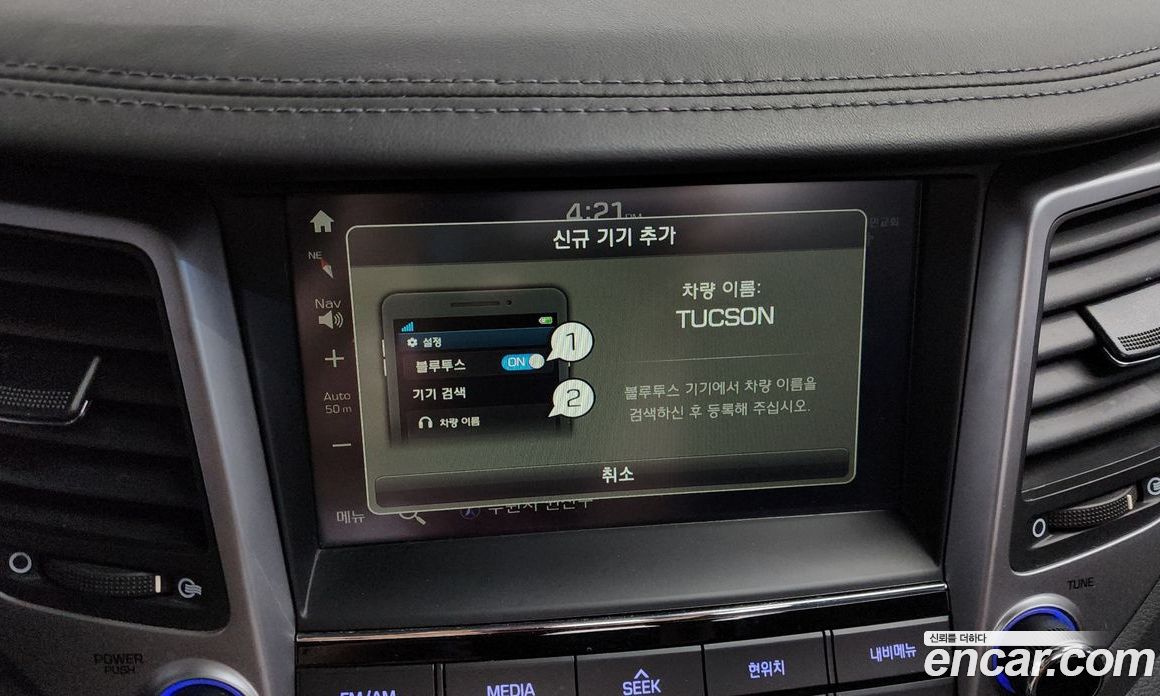 4:21 PM
신규 기기 추가
NE
차량 이름:
TUCSON
Nav
설정
1
블루투스 ON
기기 검색
2
차량 이름
블루투스 기기에서 차량 이름을
검색하신 후 등록해 주십시오.
Auto
50 m
취소
메뉴
TUNE
POWER
PUSH
FM/AM
MEDIA
SEEK
현위치
내비메뉴
신뢰를 더하다
encar.com